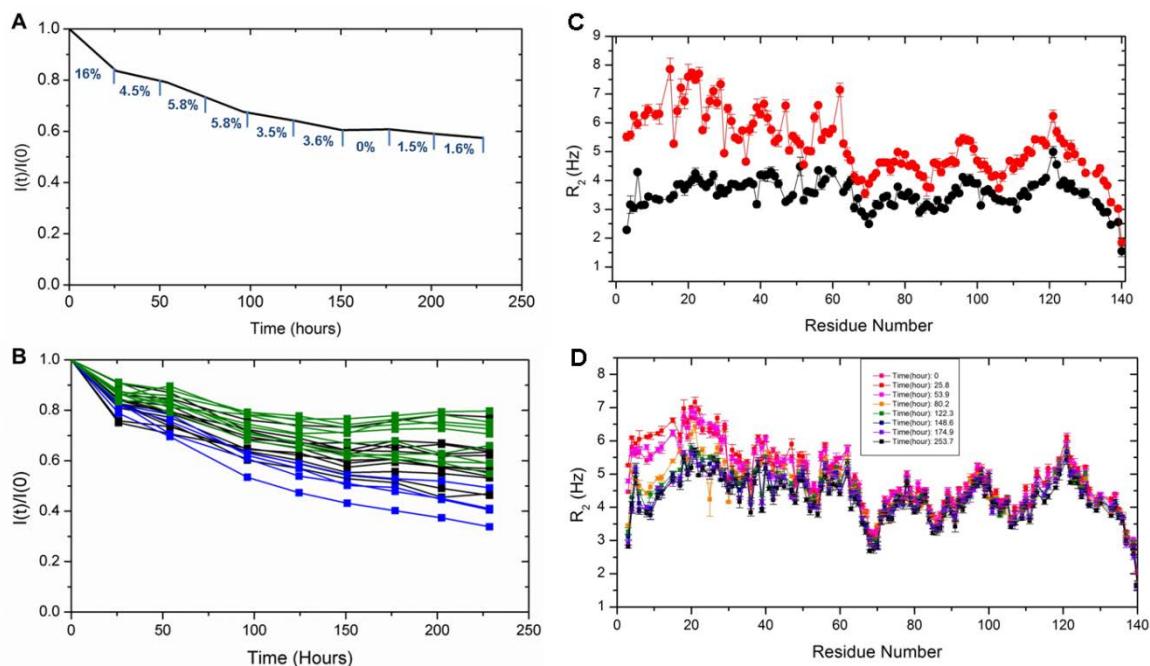 A
I(t)/I(0)
1.0
0.8
0.6
0.4
0.2
0.0
16%
4.5%
5.8%
5.8%
3.5%
3.6%
0%
1.5%
1.6%
0 50 100 150 200 250
Time (hours)
B
I(t)/I(0)
1.0
0.8
0.6
0.4
0.2
0.0
0 50 100 150 200 250
Time (Hours)
C
R2 (Hz)
9
8
7
6
5
4
3
2
1
0 20 40 60 80 100 120 140
Residue Number
D
R2 (Hz)
8
7
6
5
4
3
2
1
Time(hour): 0
Time(hour): 25.8
Time(hour): 53.9
Time(hour): 80.2
Time(hour): 122.3
Time(hour): 148.6
Time(hour): 174.9
Time(hour): 253.7
0 20 40 60 80 100 120 140
Residue Number